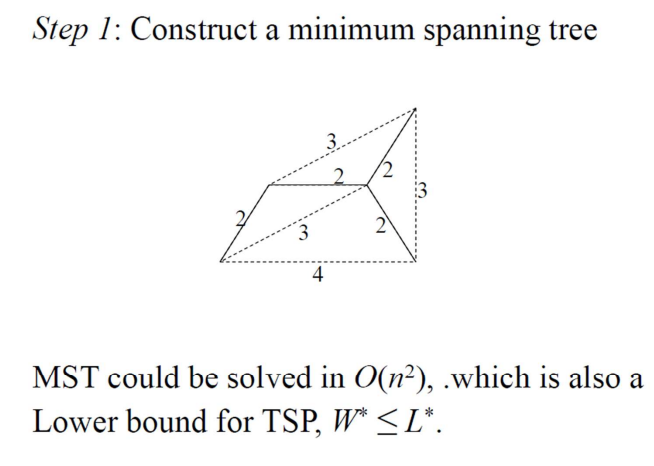 Step 1: Construct a minimum spanning tree
3
2
2
3
2
3
2
4
MST could be solved in O(n²), .which is also a
Lower bound for TSP, W* ≤ L*.